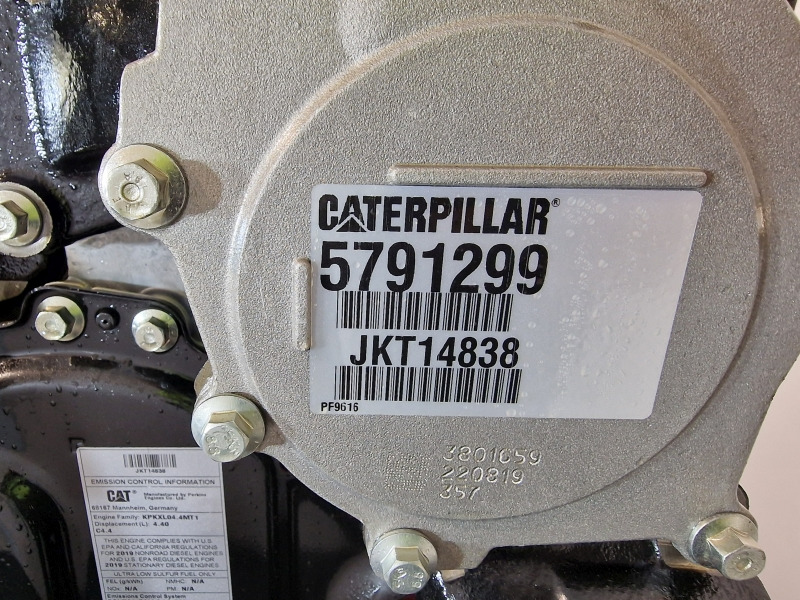 CATERPILLAR®
5791299
JKT14838
PF9616
3801659
220819
357
JKT14838
EMISSION CONTROL INFORMATION
CAT Manufactured by Perkins
Engines Co. Ltd.
68167 Mannheim, Germany
Engine Family: KPKXL04.4MT1
Displacement (L): 4.40
C4.4
THIS ENGINE COMPLIES WITH U.S.
EPA AND CALIFORNIA REGULATIONS
FOR 2019 NONROAD DIESEL ENGINES
AND U.S. EPA REGULATIONS FOR
2019 STATIONARY DIESEL ENGINES
ULTRA LOW SULFUR FUEL ONLY
FEL (g/kWh) NMHC: N/A
NOx: N/A PM: N/A
Emissions Control System